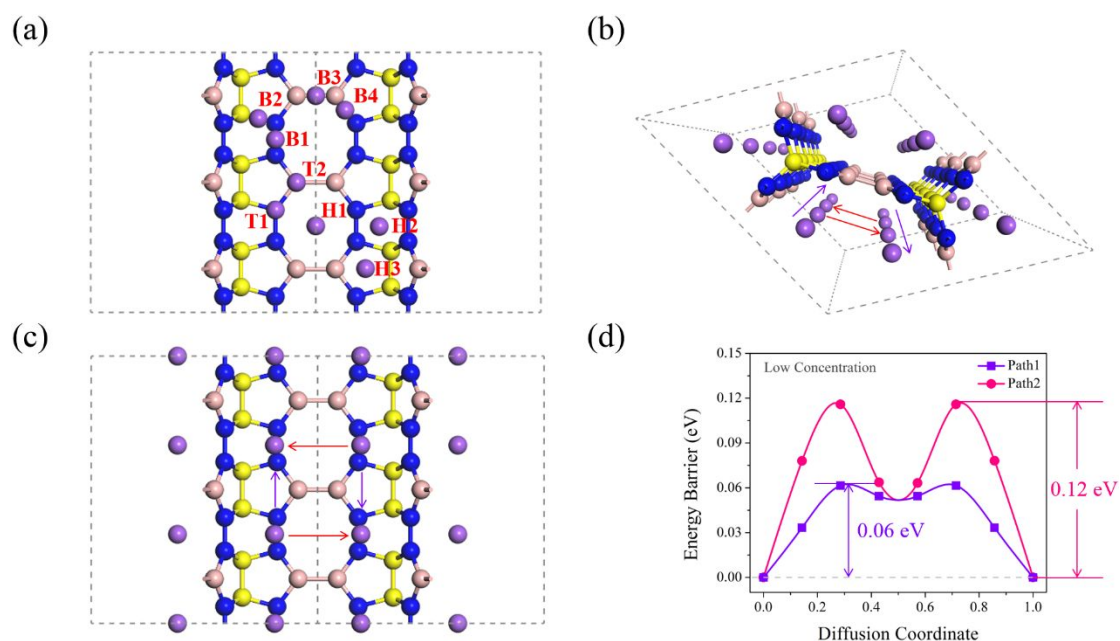 (a)
B3
B2
B4
B1
T2
T1
H1
H2
H3
(b)
(c)
(d)
0.15
0.12
0.09
0.06
0.03
0.00
Energy Barrier (eV)
Low Concentration
Path1
Path2
0.12 eV
0.06 eV
0.0
0.2
0.4
0.6
0.8
1.0
Diffusion Coordinate